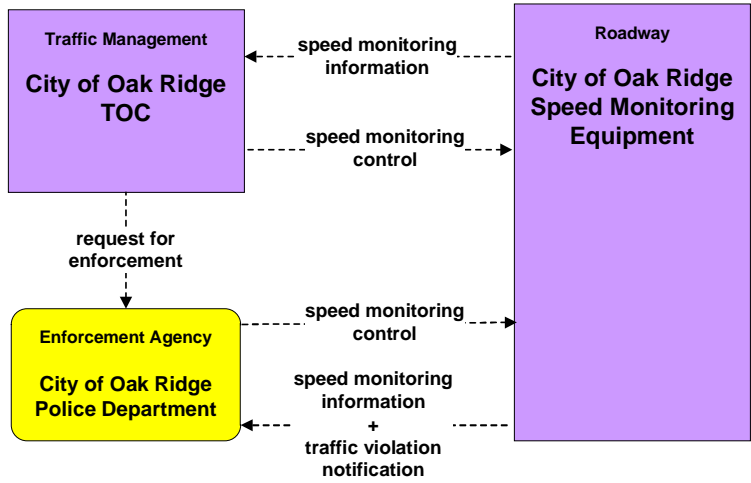 Traffic Management
City of Oak Ridge
TOC
speed monitoring
information
Roadway
City of Oak Ridge
Speed Monitoring
Equipment
speed monitoring
control
request for
enforcement
Enforcement Agency
City of Oak Ridge
Police Department
speed monitoring
control
speed monitoring
information
+
traffic violation
notification